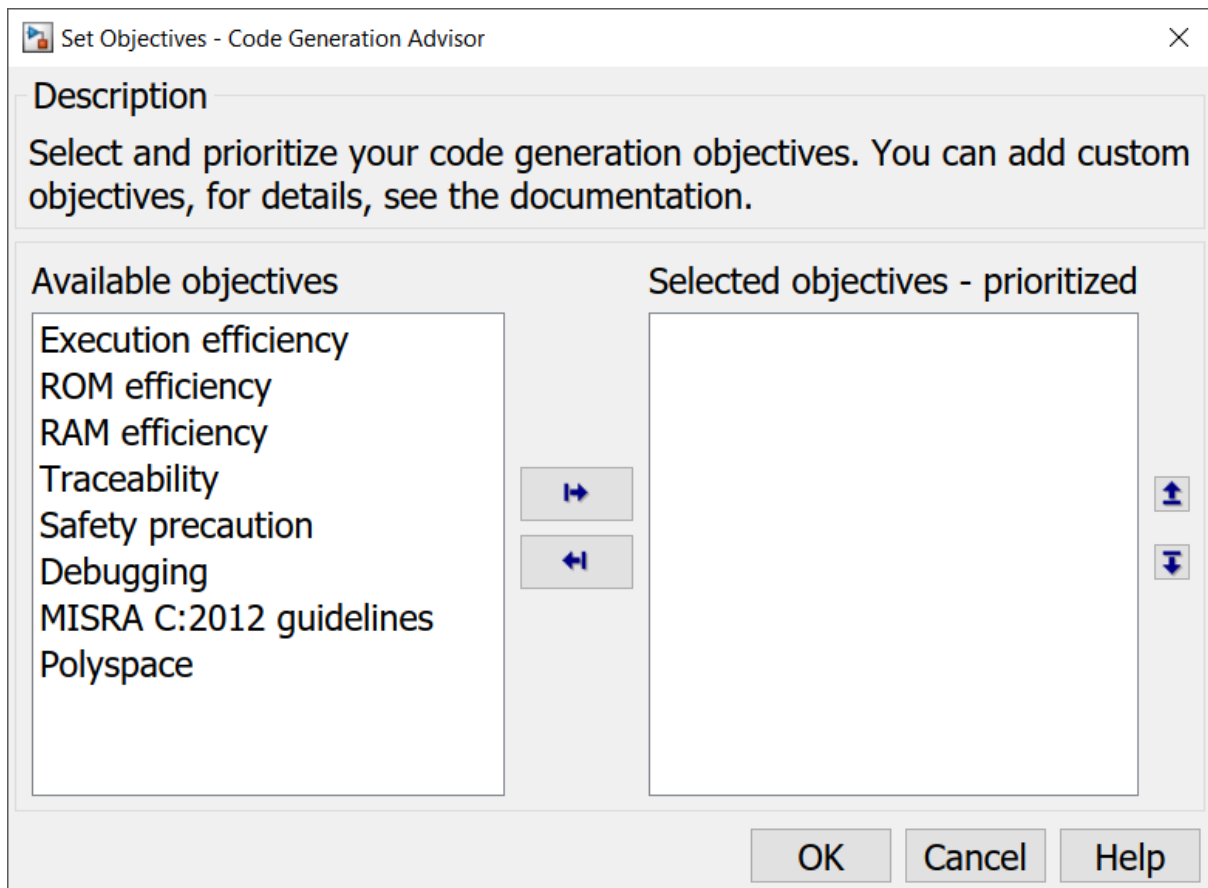 Set Objectives - Code Generation Advisor
Description
Select and prioritize your code generation objectives. You can add custom
objectives, for details, see the documentation.
Available objectives
Execution efficiency
ROM efficiency
RAM efficiency
Traceability
Safety precaution
Debugging
MISRA C:2012 guidelines
Polyspace
Selected objectives - prioritized
OK
Cancel
Help